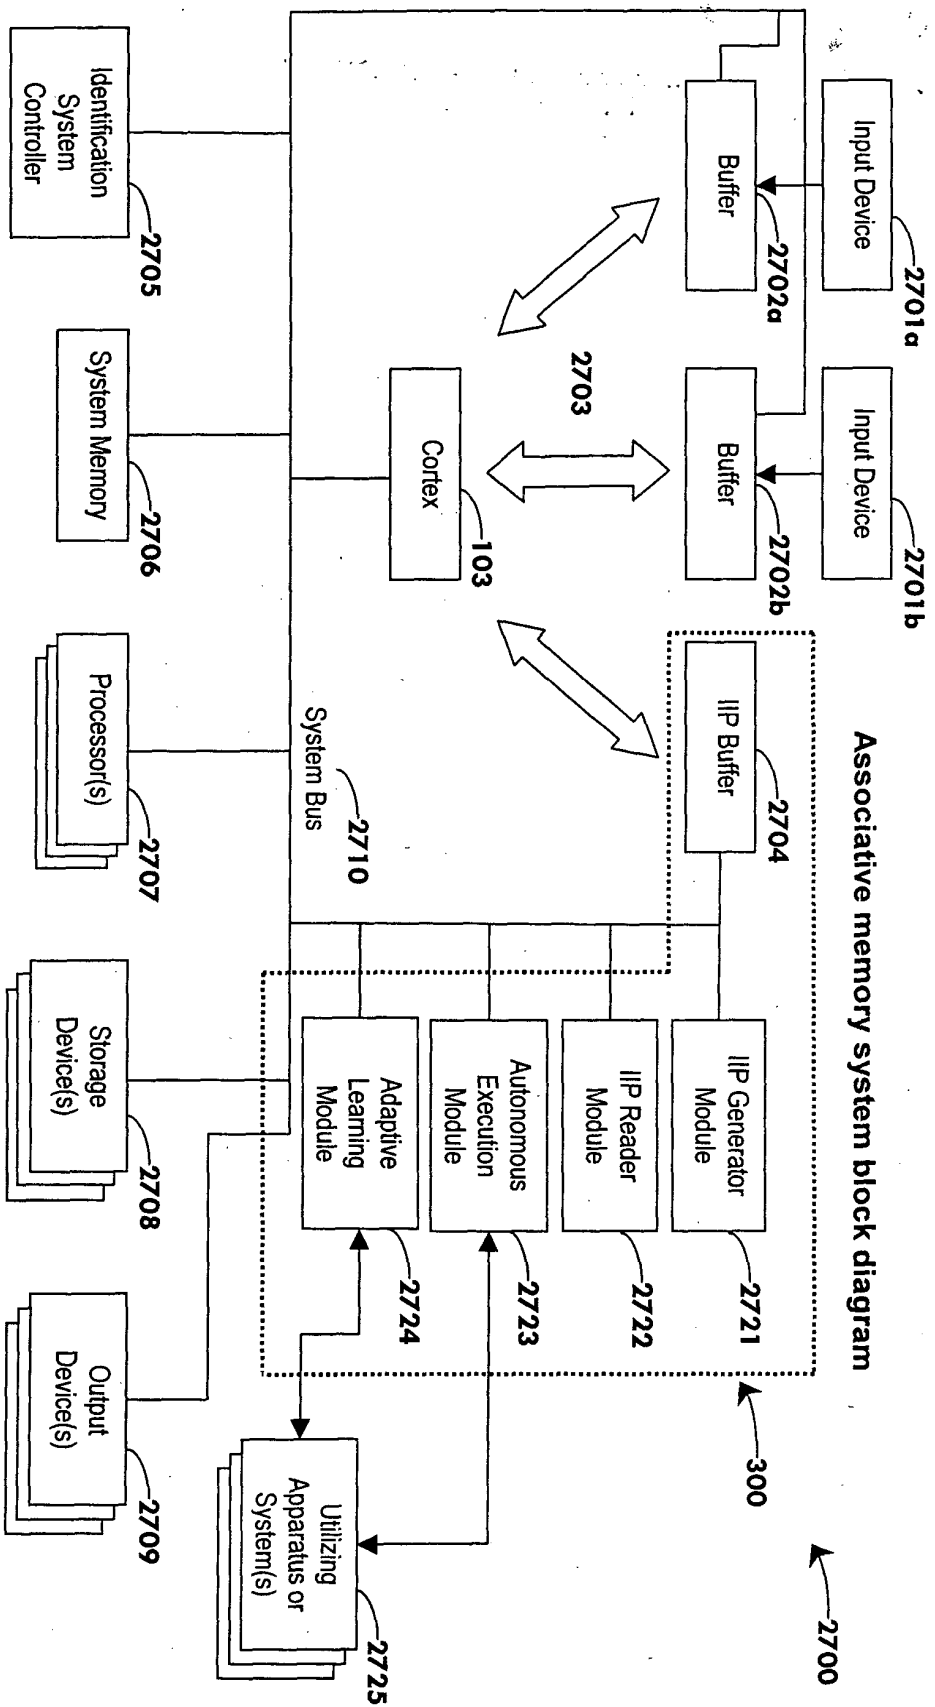 Associative memory system block diagram
2700
300
Input Device
2701a
Input Device
2701b
Buffer
2702a
Buffer
2702b
IIP Buffer
2704
IIP Generator
Module
2721
IIP Reader
Module
2722
Autonomous
Execution
Module
2723
Adaptive
Learning
Module
2724
2703
Cortex
103
System Bus
2710
Utilizing
Apparatus or
System(s)
2725
Identification
System
Controller
2705
System Memory
2706
Processor(s)
2707
Storage
Device(s)
2708
Output
Device(s)
2709